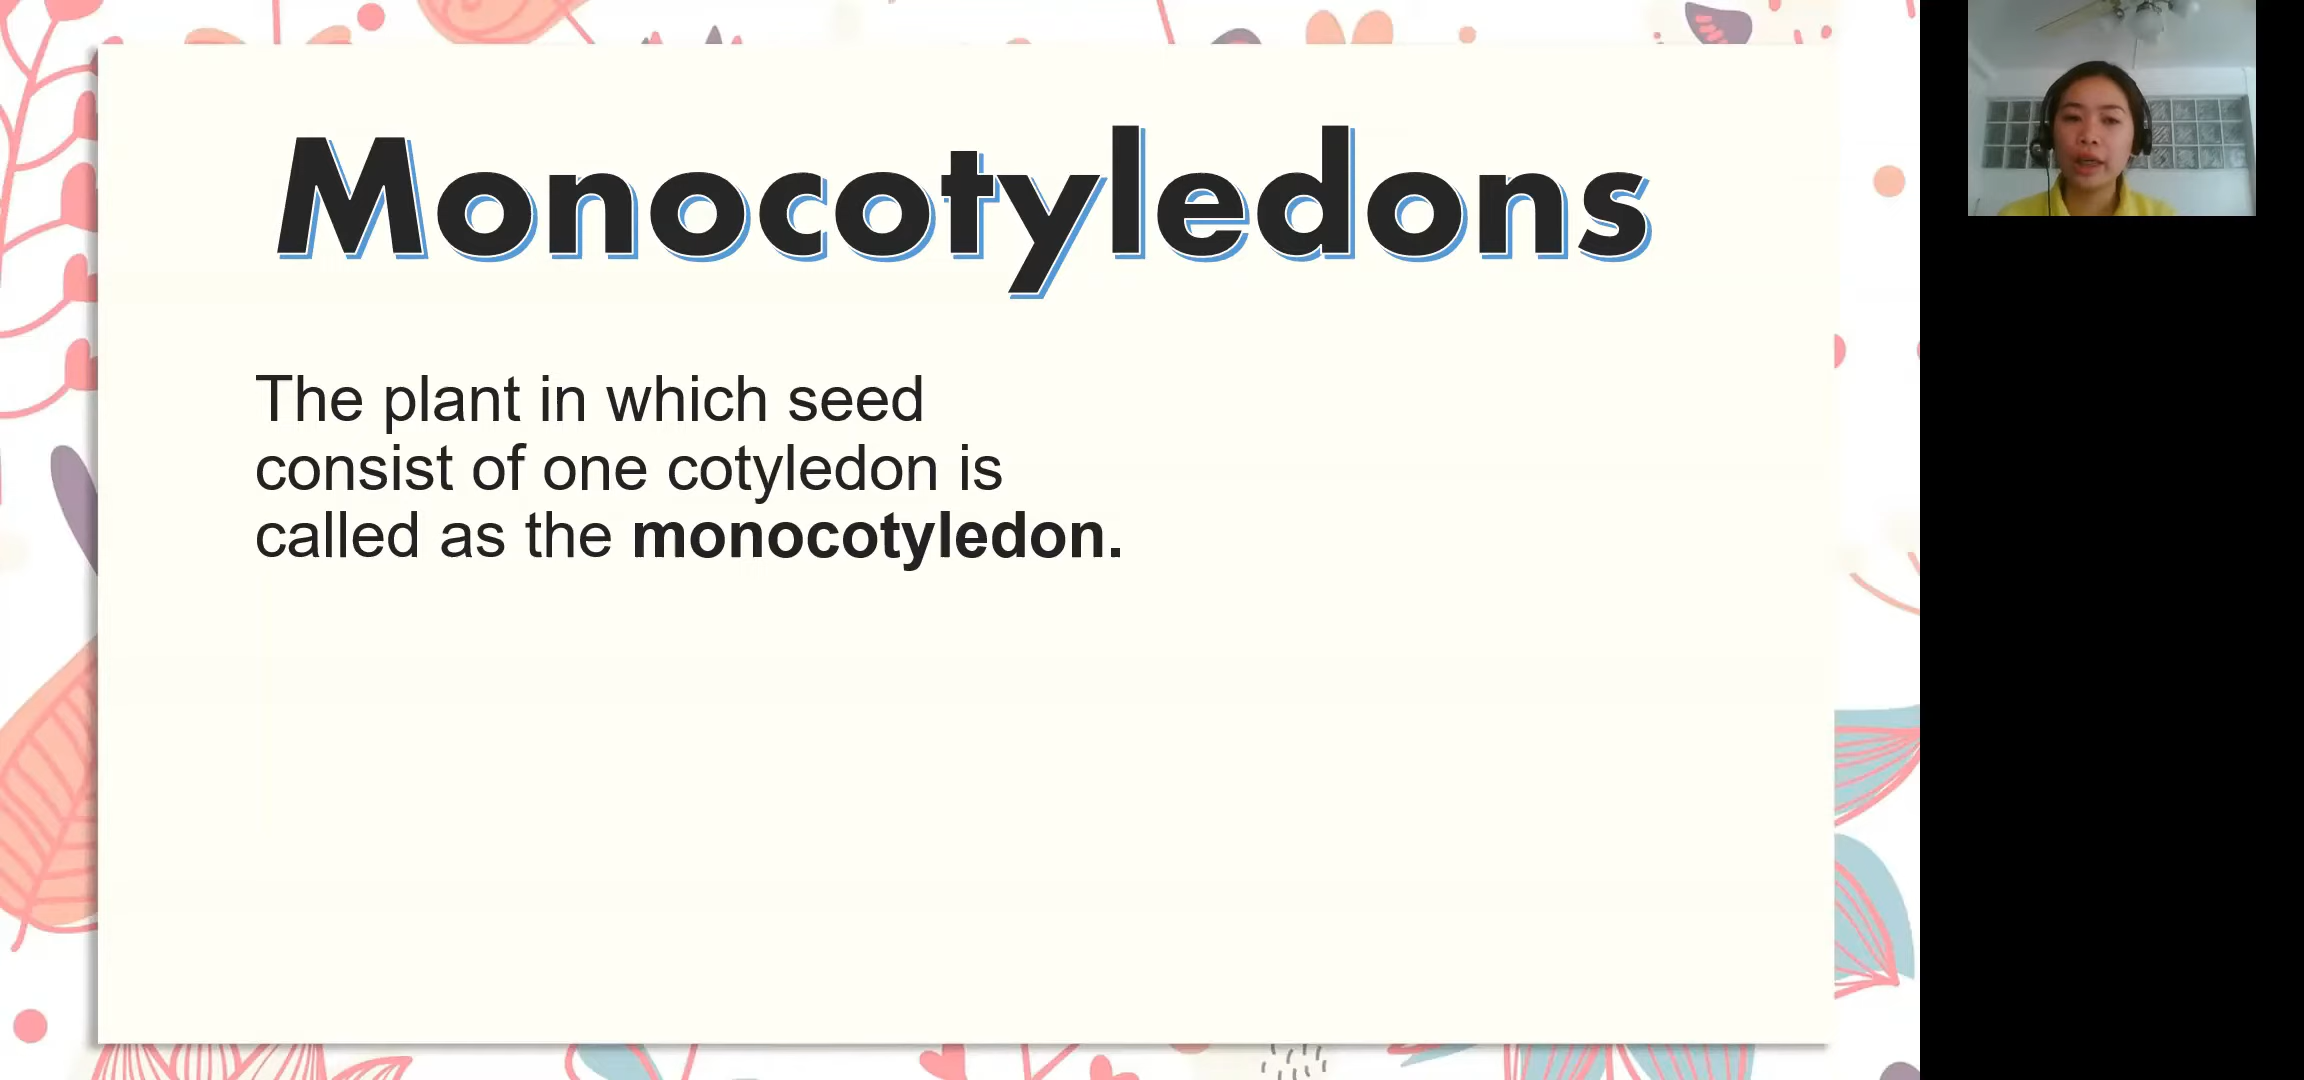 Monocotyledons
The plant in which seed
consist of one cotyledon is
called as the monocotyledon.